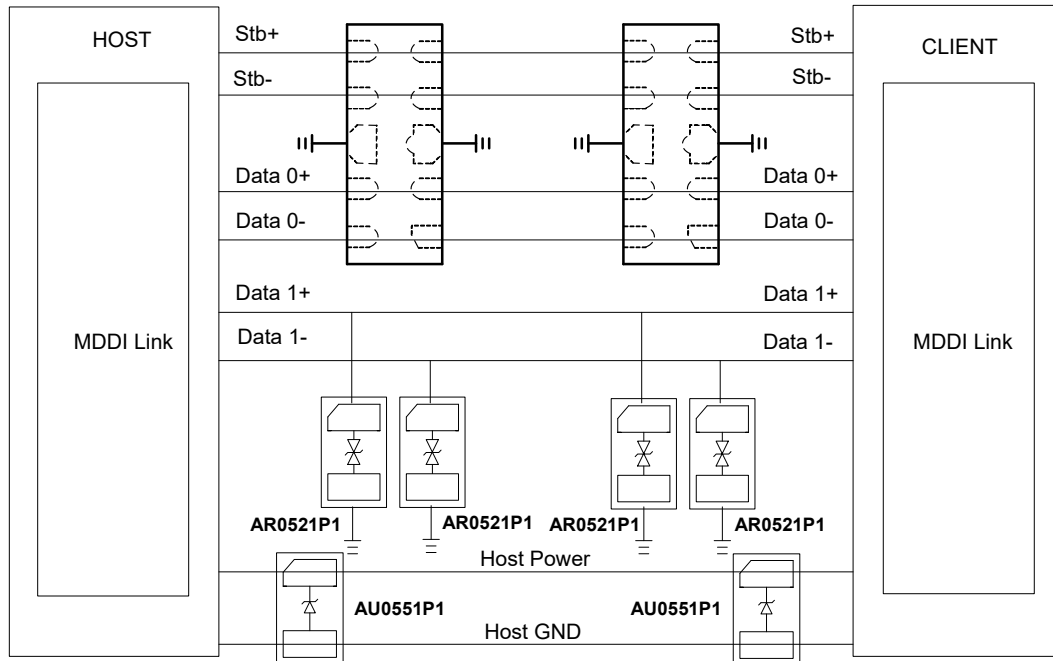 HOST
Stb+
Stb+
CLIENT
Stb-
Stb-
Data 0+
Data 0+
Data 0-
Data 0-
Data 1+
Data 1+
MDDI Link
Data 1-
Data 1-
MDDI Link
AR0521P1
AR0521P1
AR0521P1
AR0521P1
Host Power
AU0551P1
AU0551P1
Host GND